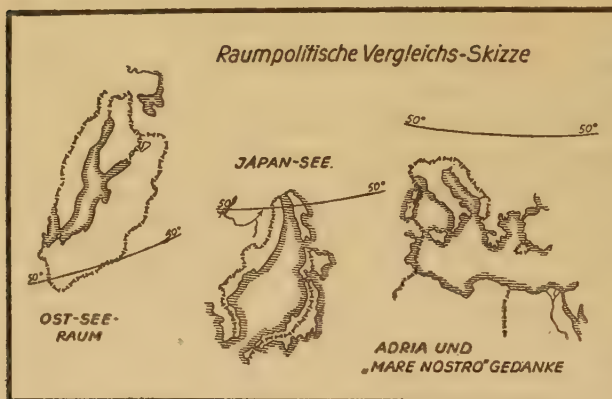 Raumpolitische Vergleichs-Skizze
50°
50°
OST-SEE-
RAUM
JAPAN-SEE.
50°
50°
50°
50°
ADRIA UND
„MARE NOSTRO" GEDANKE